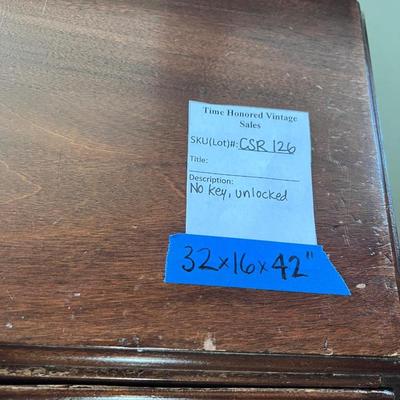 Time Honored Vintage
Sales
SKU(Lot)#: CSR 126
Title:
Description:
No key, unlocked
32x16x42"